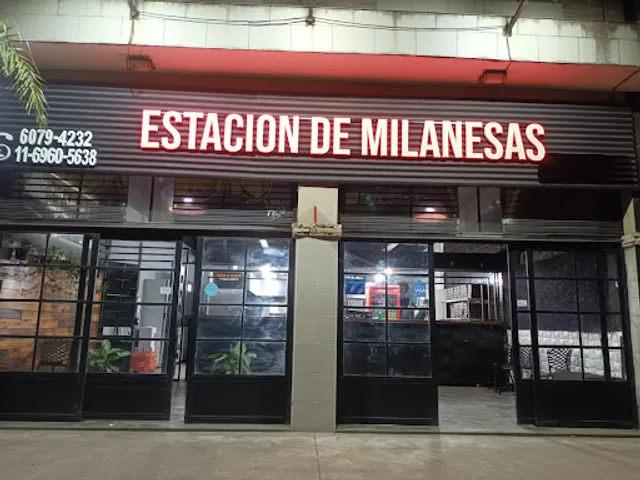 6079-4232
11-6960-5638
ESTACION DE MILANESAS